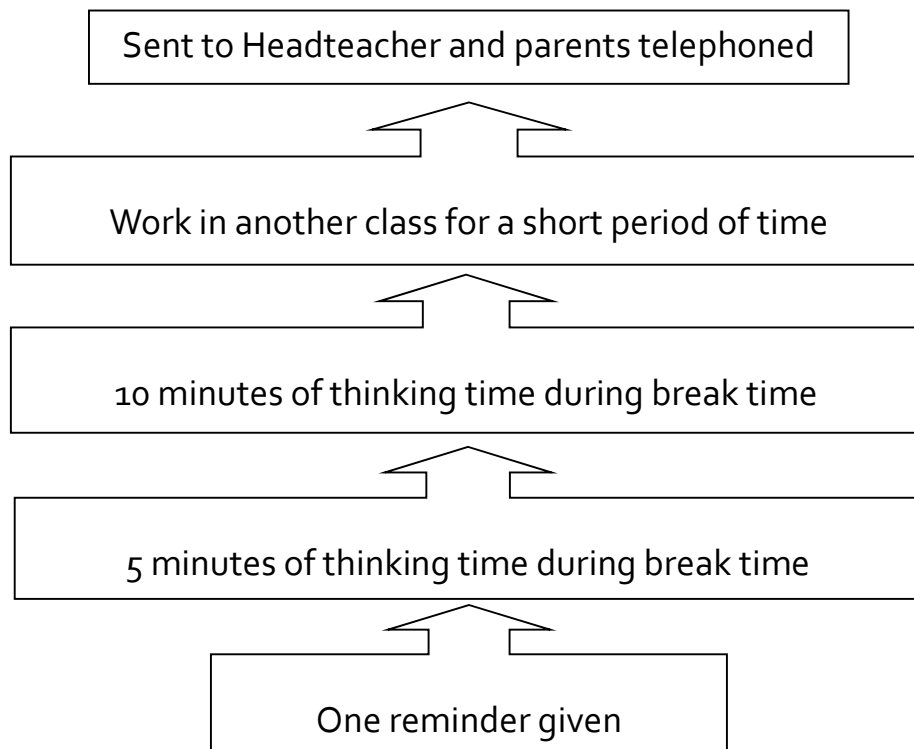 Sent to Headteacher and parents telephoned
Work in another class for a short period of time
10 minutes of thinking time during break time
5 minutes of thinking time during break time
One reminder given